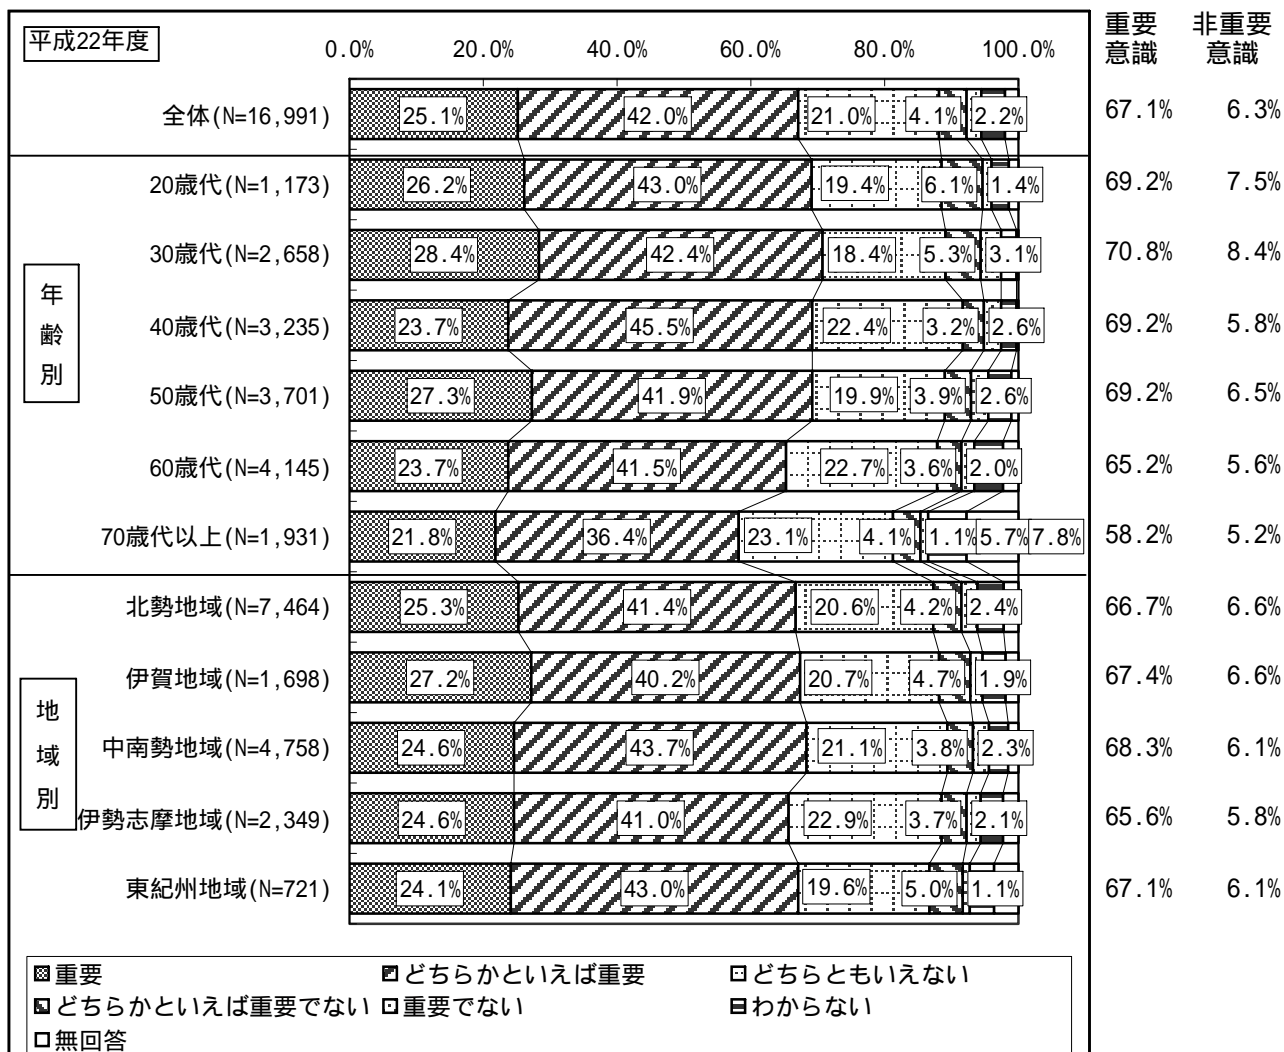 平成22年度
0.0% 20.0% 40.0% 60.0% 80.0% 100.0%
重要意識 非重要意識
全体(N=16,991) 25.1% 42.0% 21.0% 4.1% 2.2% 67.1% 6.3%
年齢別
20歳代(N=1,173) 26.2% 43.0% 19.4% 6.1% 1.4% 69.2% 7.5%
30歳代(N=2,658) 28.4% 42.4% 18.4% 5.3% 3.1% 70.8% 8.4%
40歳代(N=3,235) 23.7% 45.5% 22.4% 3.2% 2.6% 69.2% 5.8%
50歳代(N=3,701) 27.3% 41.9% 19.9% 3.9% 2.6% 69.2% 6.5%
60歳代(N=4,145) 23.7% 41.5% 22.7% 3.6% 2.0% 65.2% 5.6%
70歳代以上(N=1,931) 21.8% 36.4% 23.1% 4.1% 1.1% 5.7% 7.8% 58.2% 5.2%
地域別
北勢地域(N=7,464) 25.3% 41.4% 20.6% 4.2% 2.4% 66.7% 6.6%
伊賀地域(N=1,698) 27.2% 40.2% 20.7% 4.7% 1.9% 67.4% 6.6%
中南勢地域(N=4,758) 24.6% 43.7% 21.1% 3.8% 2.3% 68.3% 6.1%
伊勢志摩地域(N=2,349) 24.6% 41.0% 22.9% 3.7% 2.1% 65.6% 5.8%
東紀州地域(N=721) 24.1% 43.0% 19.6% 5.0% 1.1% 67.1% 6.1%
重要 どちらかといえば重要 どちらともいえない
どちらかといえば重要でない 重要でない わからない
無回答